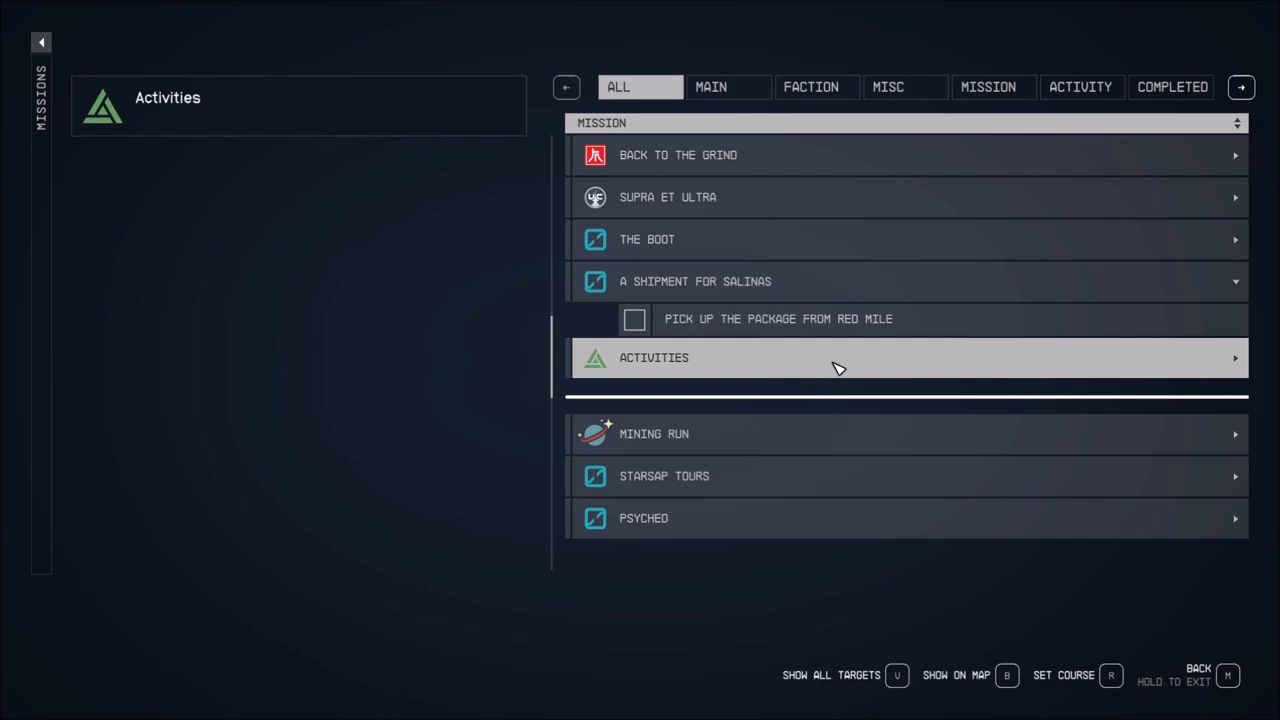 MISSIONS
Activities
ALL
MAIN
FACTION
MISC
MISSION
ACTIVITY
COMPLETED
MISSION
BACK TO THE GRIND
SUPRA ET ULTRA
THE BOOT
A SHIPMENT FOR SALINAS
PICK UP THE PACKAGE FROM RED MILE
ACTIVITIES
MINING RUN
STARSAP TOURS
PSYCHED
SHOW ALL TARGETS V
SHOW ON MAP B
SET COURSE R
BACK M
HOLD TO EXIT